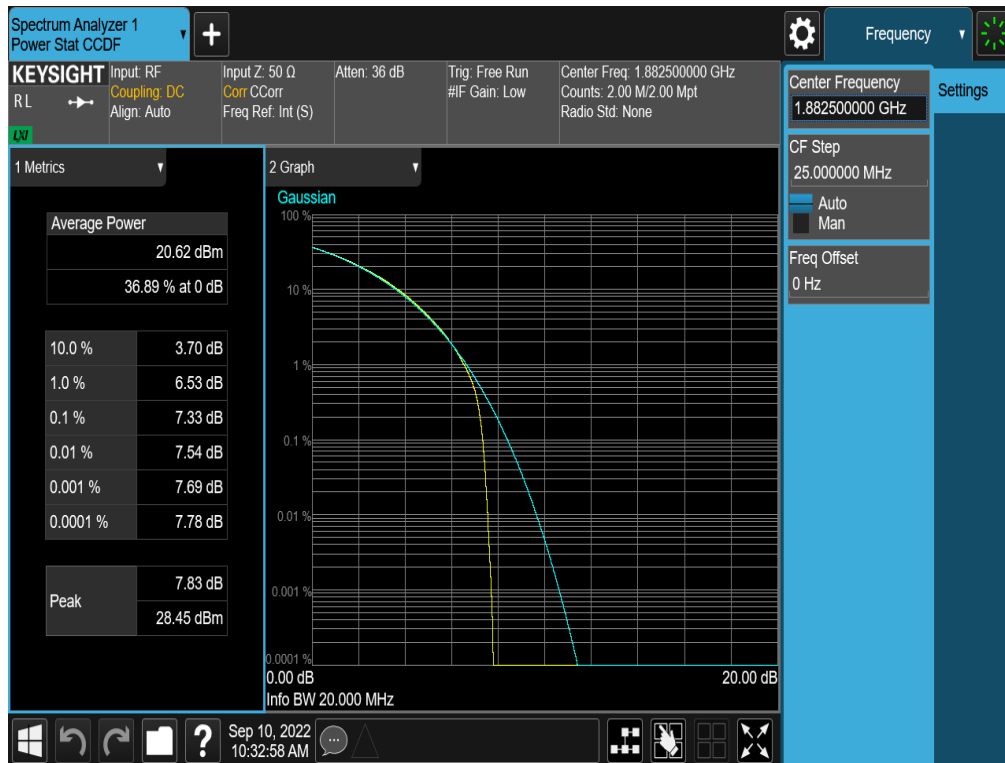 Spectrum Analyzer 1
Power Stat CCDF
Frequency
KEYSIGHT
RL
LXI
Input: RF
Coupling: DC
Align: Auto
Input Z: 50 Ω
Corr CCorr
Freq Ref: Int (S)
Atten: 36 dB
Trig: Free Run
#IF Gain: Low
Center Freq: 1.882500000 GHz
Counts: 2.00 M/2.00 Mpt
Radio Std: None
Center Frequency
1.882500000 GHz
Settings
CF Step
25.000000 MHz
Auto
Man
Freq Offset
0 Hz
1 Metrics
Average Power
20.62 dBm
36.89 % at 0 dB
10.0 % 3.70 dB
1.0 % 6.53 dB
0.1 % 7.33 dB
0.01 % 7.54 dB
0.001 % 7.69 dB
0.0001 % 7.78 dB
Peak
7.83 dB
28.45 dBm
2 Graph
Gaussian
100 %
10 %
1 %
0.1 %
0.01 %
0.001 %
0.0001 %
0.00 dB 20.00 dB
Info BW 20.000 MHz
Sep 10, 2022
10:32:58 AM